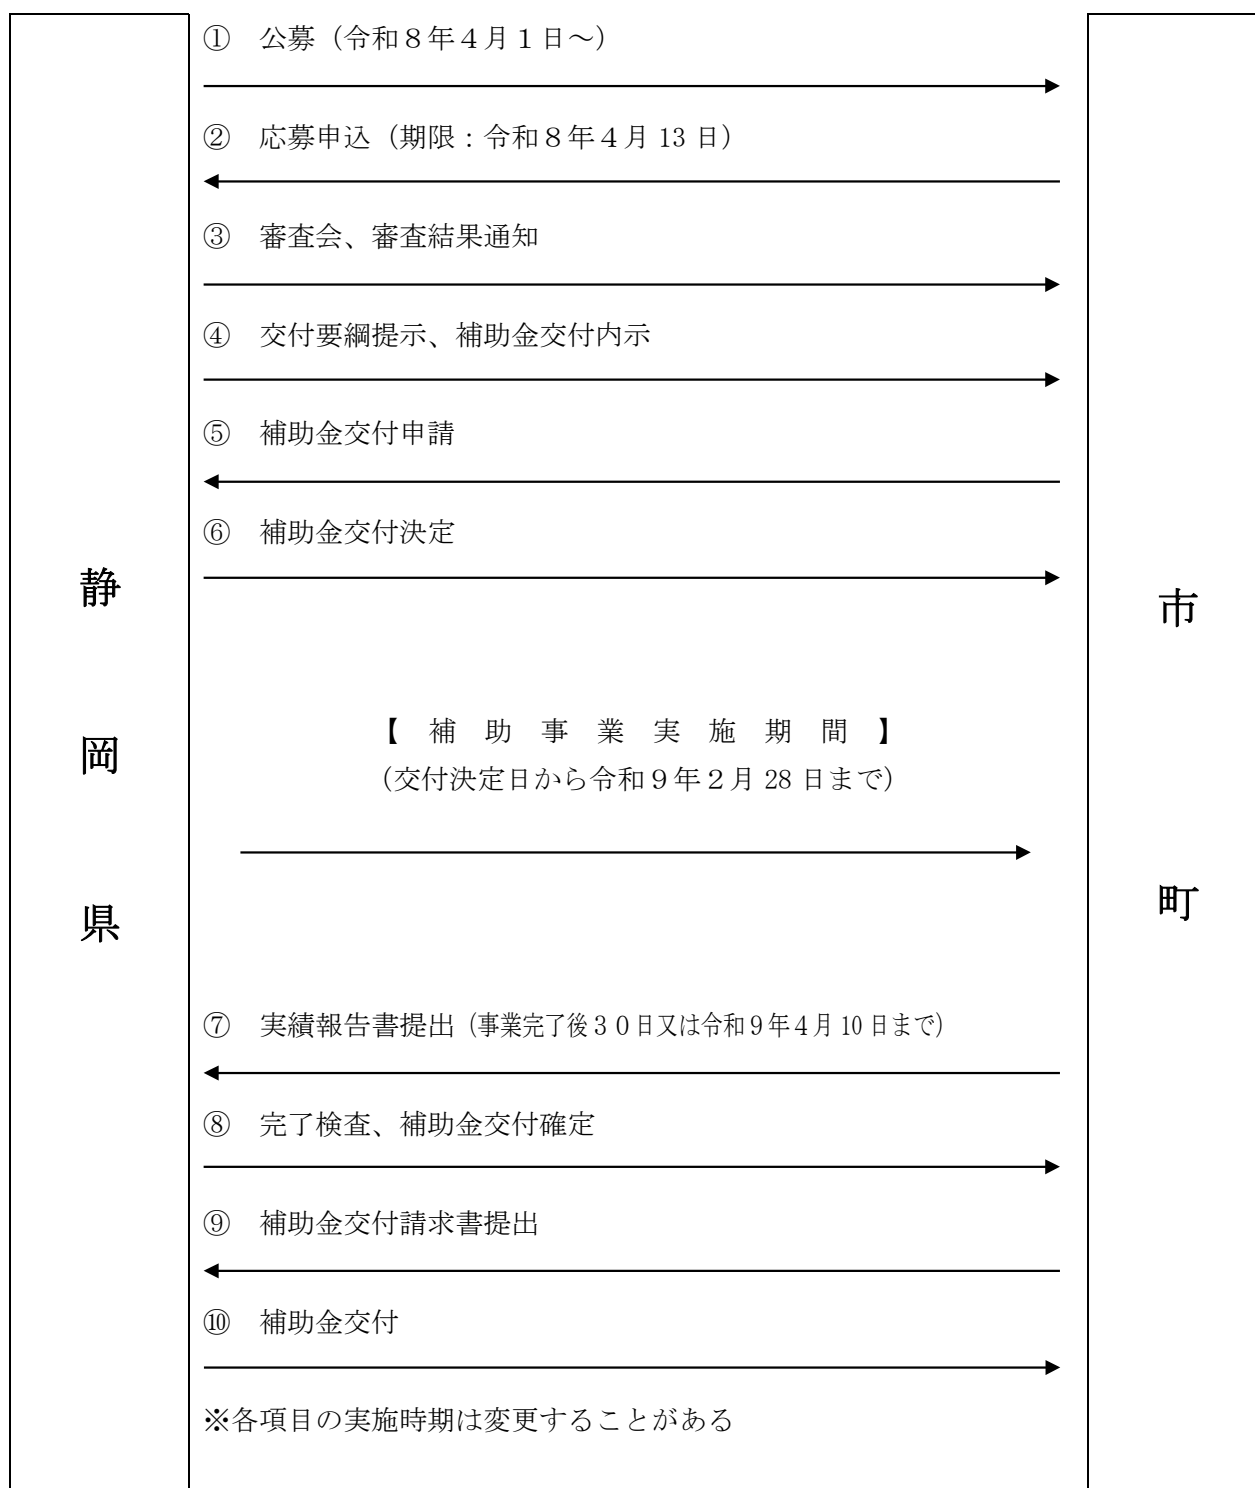 ① 公募（令和８年４月１日～）
② 応募申込（期限：令和８年４月 13 日）
③ 審査会、審査結果通知
④ 交付要綱提示、補助金交付内示
⑤ 補助金交付申請
⑥ 補助金交付決定
静岡県
市町
【 補 助 事 業 実 施 期 間 】
（交付決定日から令和９年２月 28 日まで）
⑦ 実績報告書提出（事業完了後３０日又は令和９年４月 10 日まで）
⑧ 完了検査、補助金交付確定
⑨ 補助金交付請求書提出
⑩ 補助金交付
※各項目の実施時期は変更することがある